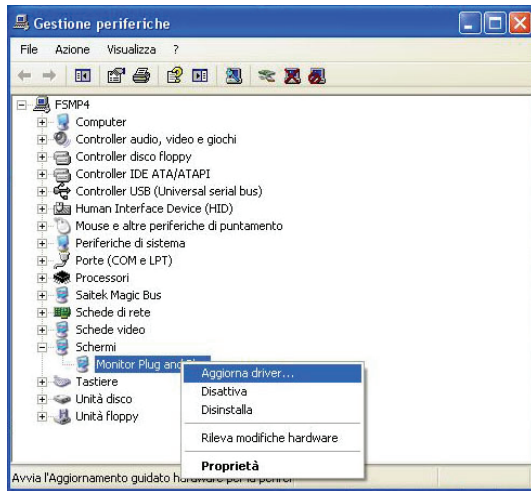 Gestione periferiche
File Azione Visualizza ?
FSMP4
Computer
Controller audio, video e giochi
Controller disco floppy
Controller IDE ATA/ATAPI
Controller USB (Universal serial bus)
Human Interface Device (HID)
Mouse e altre periferiche di puntamento
Periferiche di sistema
Porte (COM e LPT)
Processori
Saitek Magic Bus
Schede di rete
Schede video
Schermi
Monitor Plug and
Aggiorna driver...
Tastiere
Disattiva
Unità disco
Disinstalla
Unità floppy
Rileva modifiche hardware
Proprietà
Avvia l'Aggiornamento guidato hardware per la